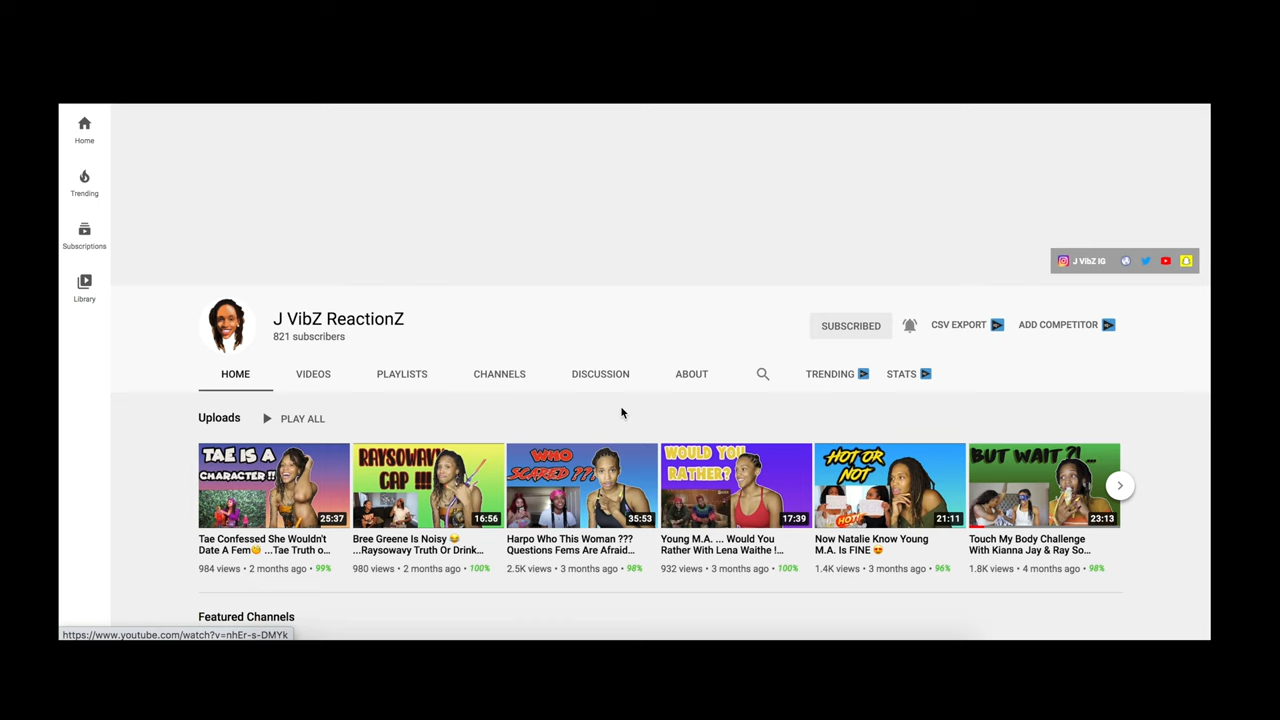 Home
Trending
Subscriptions
Library
J VibZ IG
J VibZ ReactionZ
821 subscribers
SUBSCRIBED
CSV EXPORT
ADD COMPETITOR
HOME
VIDEOS
PLAYLISTS
CHANNELS
DISCUSSION
ABOUT
TRENDING
STATS
Uploads
PLAY ALL
TAE IS A
CHARACTER !!
25:37
RAYSOWAVY
CAP !!!
16:56
WHO
SCARED ???
35:53
WOULD YOU
RATHER?
17:39
HOT OR
NOT
HOT!
21:11
BUT WAIT ?! ...
23:13
Tae Confessed She Wouldn't
Date A Fem🤨 ...Tae Truth o...
984 views • 2 months ago • 99%
Bree Greene Is Noisy 😂
...Raysowavy Truth Or Drink...
980 views • 2 months ago • 100%
Harpo Who This Woman ???
Questions Fems Are Afraid...
2.5K views • 3 months ago • 98%
Young M.A. ... Would You
Rather With Lena Waithe !...
932 views • 3 months ago • 100%
Now Natalie Know Young
M.A. Is FINE 😍
1.4K views • 3 months ago • 96%
Touch My Body Challenge
With Kianna Jay & Ray So...
1.8K views • 4 months ago • 98%
Featured Channels
https://www.youtube.com/watch?v=nhEr-s-DMYk